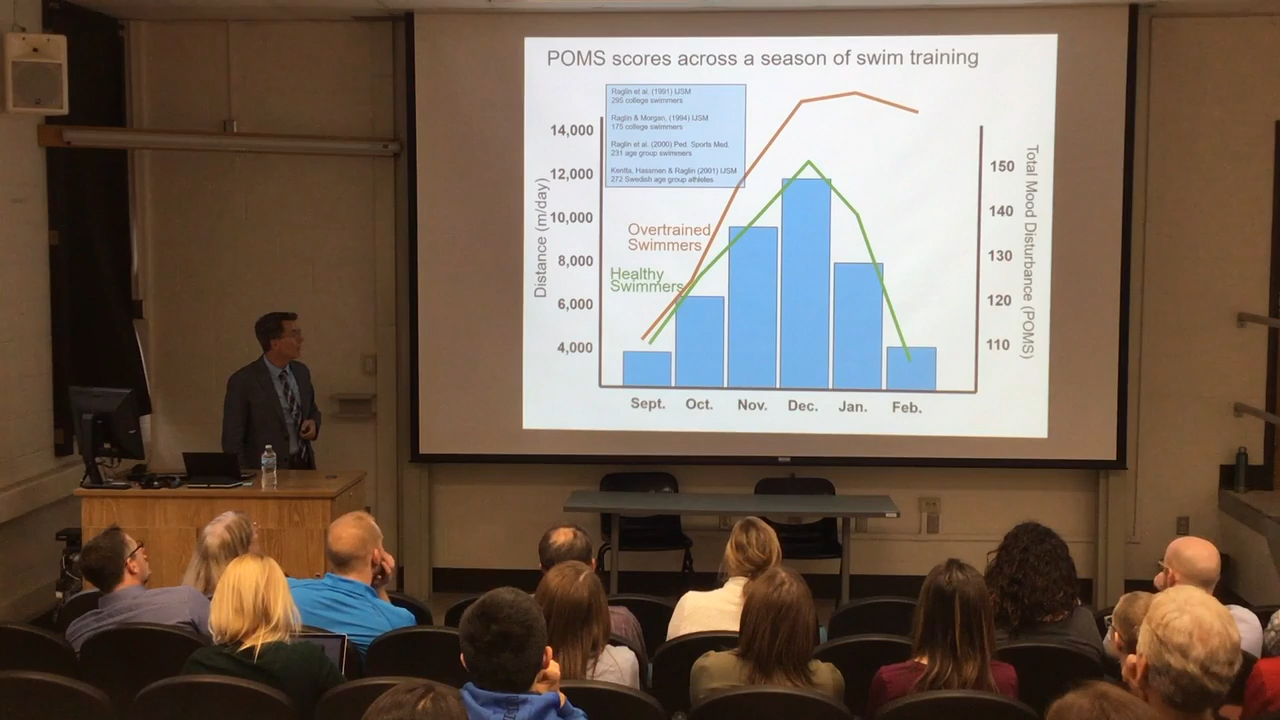 POMS scores across a season of swim training
Raglin et al. (1991) IJSM
295 college swimmers
Raglin & Morgan, (1994) IJSM
175 college swimmers
Raglin et al. (2000) Ped. Sports Med.
231 age group swimmers
Kentta, Hassmen & Raglin (2001) IJSM
272 Swedish age group athletes
14,000
12,000
10,000
8,000
6,000
4,000
Distance (m/day)
Overtrained
Swimmers
Healthy
Swimmers
150
140
130
120
110
Total Mood Disturbance (POMS)
Sept. Oct. Nov. Dec. Jan. Feb.